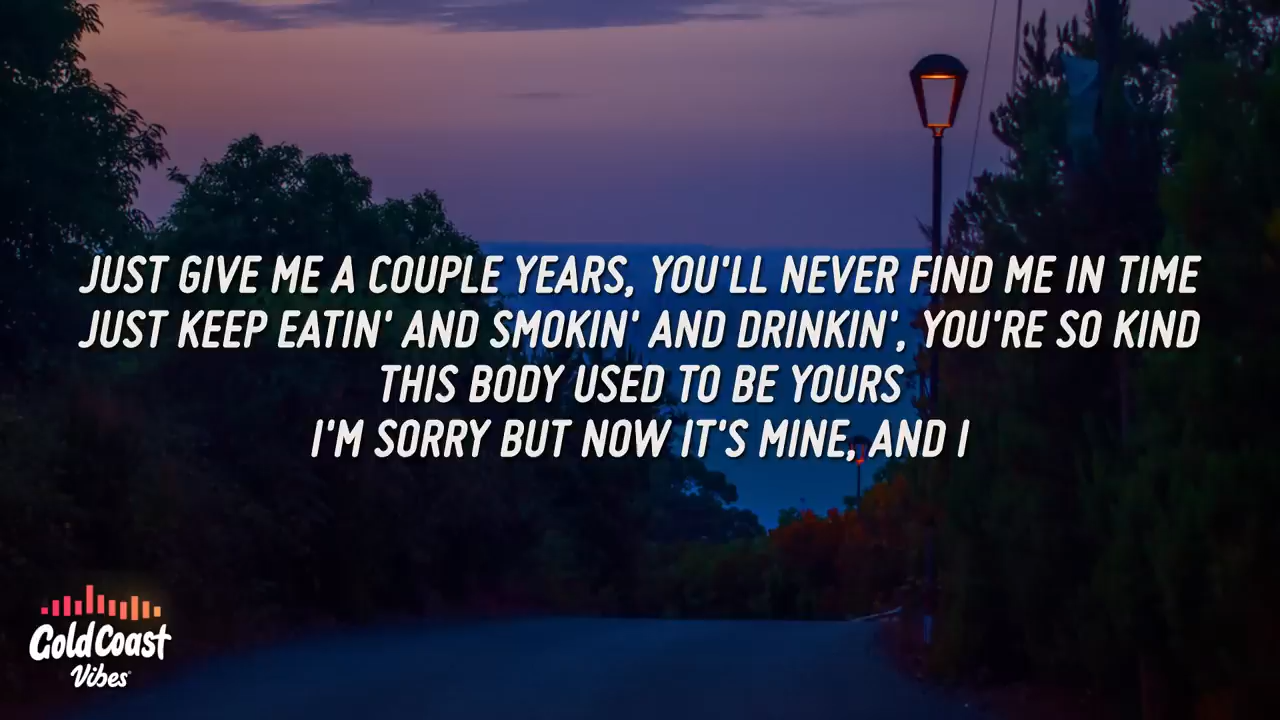 JUST GIVE ME A COUPLE YEARS, YOU'LL NEVER FIND ME IN TIME
JUST KEEP EATIN' AND SMOKIN' AND DRINKIN', YOU'RE SO KIND
THIS BODY USED TO BE YOURS
I'M SORRY BUT NOW IT'S MINE, AND I
Gold Coast
Vibes